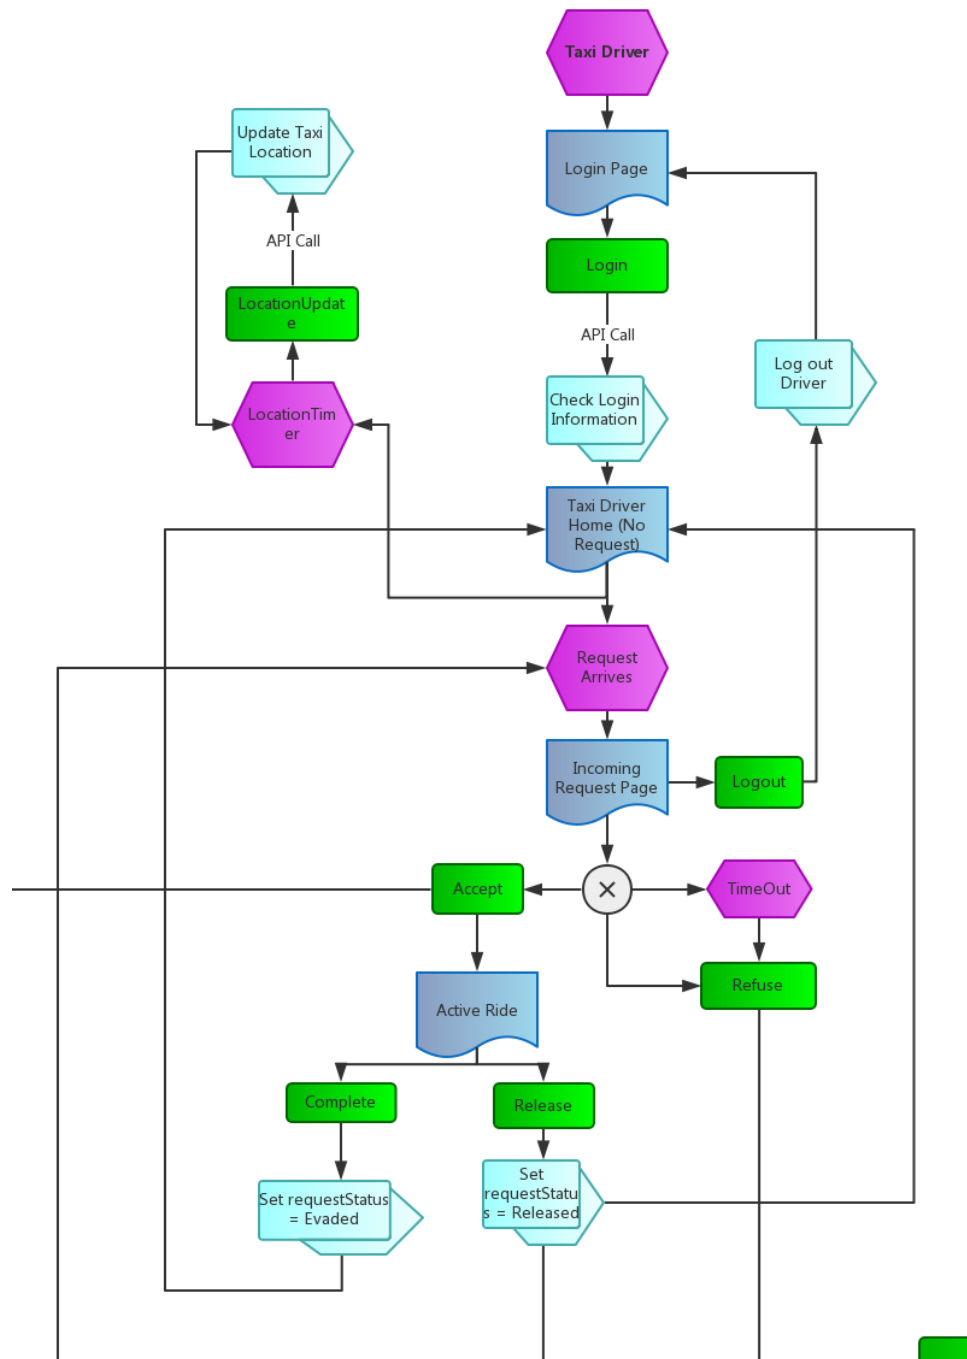 Taxi Driver
Update Taxi
Location
Login Page
API Call
Login
LocationUpdat
e
API Call
Log out
Driver
Check Login
Information
LocationTim
er
Taxi Driver
Home (No
Request)
Request
Arrives
Incoming
Request Page
Logout
Accept
TimeOut
Refuse
Active Ride
Complete
Release
Set requestStatus
= Evaded
Set
requestStatu
s = Released